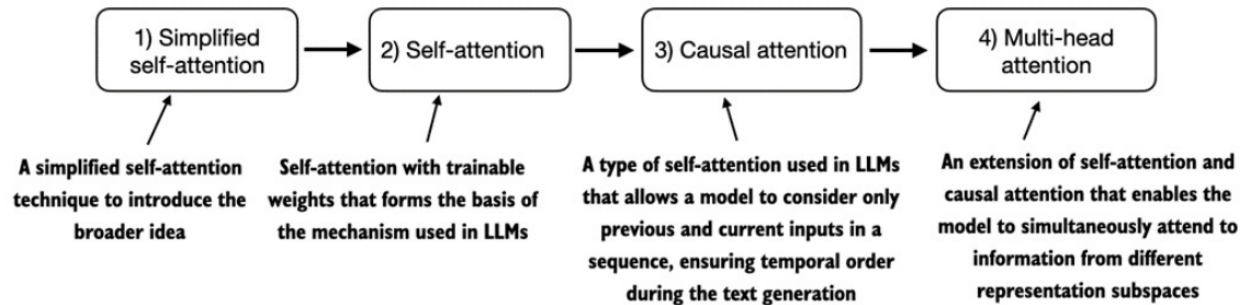 1) Simplified
self-attention
2) Self-attention
3) Causal attention
4) Multi-head
attention
A simplified self-attention
technique to introduce the
broader idea
Self-attention with trainable
weights that forms the basis of
the mechanism used in LLMs
A type of self-attention used in LLMs
that allows a model to consider only
previous and current inputs in a
sequence, ensuring temporal order
during the text generation
An extension of self-attention and
causal attention that enables the
model to simultaneously attend to
information from different
representation subspaces